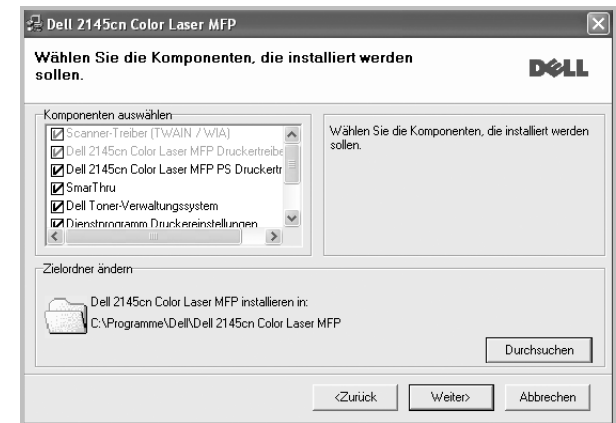 Dell 2145cn Color Laser MFP
Wählen Sie die Komponenten, die installiert werden
sollen.
DELL
Komponenten auswählen
Scanner-Treiber (TWAIN / WIA)
Dell 2145cn Color Laser MFP Druckertreibe
Dell 2145cn Color Laser MFP PS Druckertr
SmarThru
Dell Toner-Verwaltungssystem
Dienstprogramm Druckereinstellungen
Wählen Sie die Komponenten, die installiert werden
sollen.
Zielordner ändern
Dell 2145cn Color Laser MFP installieren in:
C:\Programme\Dell\Dell 2145cn Color Laser MFP
Durchsuchen
<Zurück
Weiter>
Abbrechen